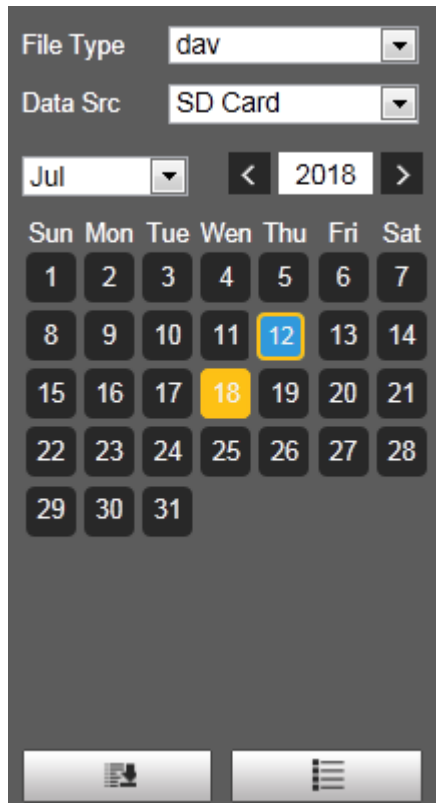 File Type dav
Data Src SD Card
Jul < 2018 >
Sun Mon Tue Wen Thu Fri Sat
1 2 3 4 5 6 7
8 9 10 11 12 13 14
15 16 17 18 19 20 21
22 23 24 25 26 27 28
29 30 31